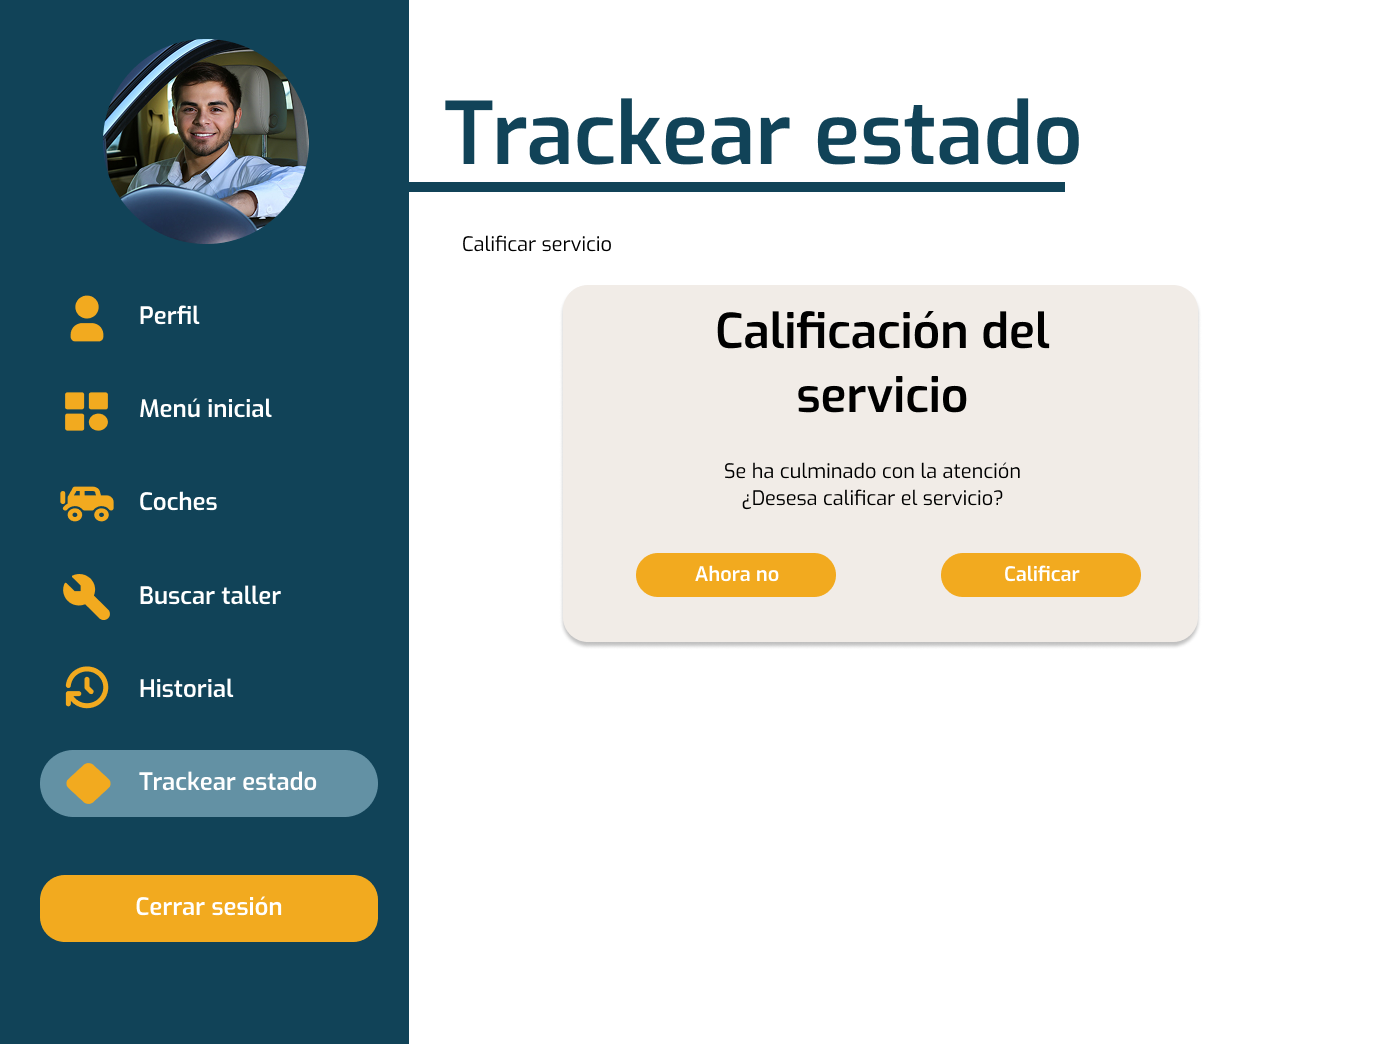 Trackear estado
Calificar servicio
Perfil
Menú inicial
Coches
Buscar taller
Historial
Trackear estado
Cerrar sesión
Calificación del
servicio
Se ha culminado con la atención
¿Desesa calificar el servicio?
Ahora no
Calificar